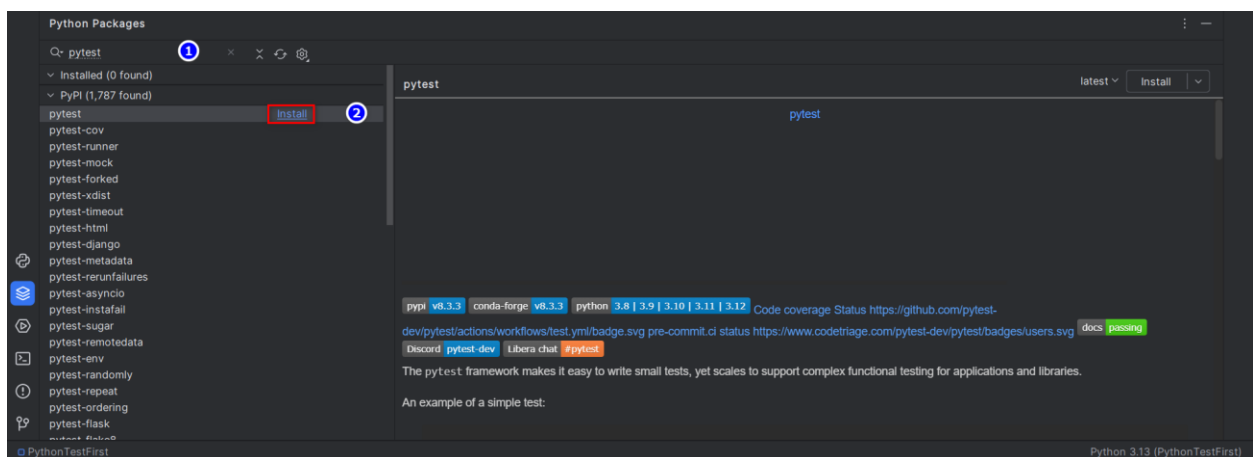 Python Packages
pytest
1
Installed (0 found)
PyPI (1,787 found)
pytest Install 2
pytest-cov
pytest-runner
pytest-mock
pytest-forked
pytest-xdist
pytest-timeout
pytest-html
pytest-django
pytest-metadata
pytest-rerunfailures
pytest-asyncio
pytest-instafail
pytest-sugar
pytest-remotedata
pytest-env
pytest-randomly
pytest-repeat
pytest-ordering
pytest-flask
pytest-flake8
pytest latest Install
pytest
pypi v8.3.3 conda-forge v8.3.3 python 3.8 | 3.9 | 3.10 | 3.11 | 3.12 Code coverage Status https://github.com/pytest-
dev/pytest/actions/workflows/test.yml/badge.svg pre-commit.ci status https://www.codetriage.com/pytest-dev/pytest/badges/users.svg docs passing
Discord pytest-dev Libera chat #pytest
The pytest framework makes it easy to write small tests, yet scales to support complex functional testing for applications and libraries.
An example of a simple test:
PythonTestFirst
Python 3.13 (PythonTestFirst)